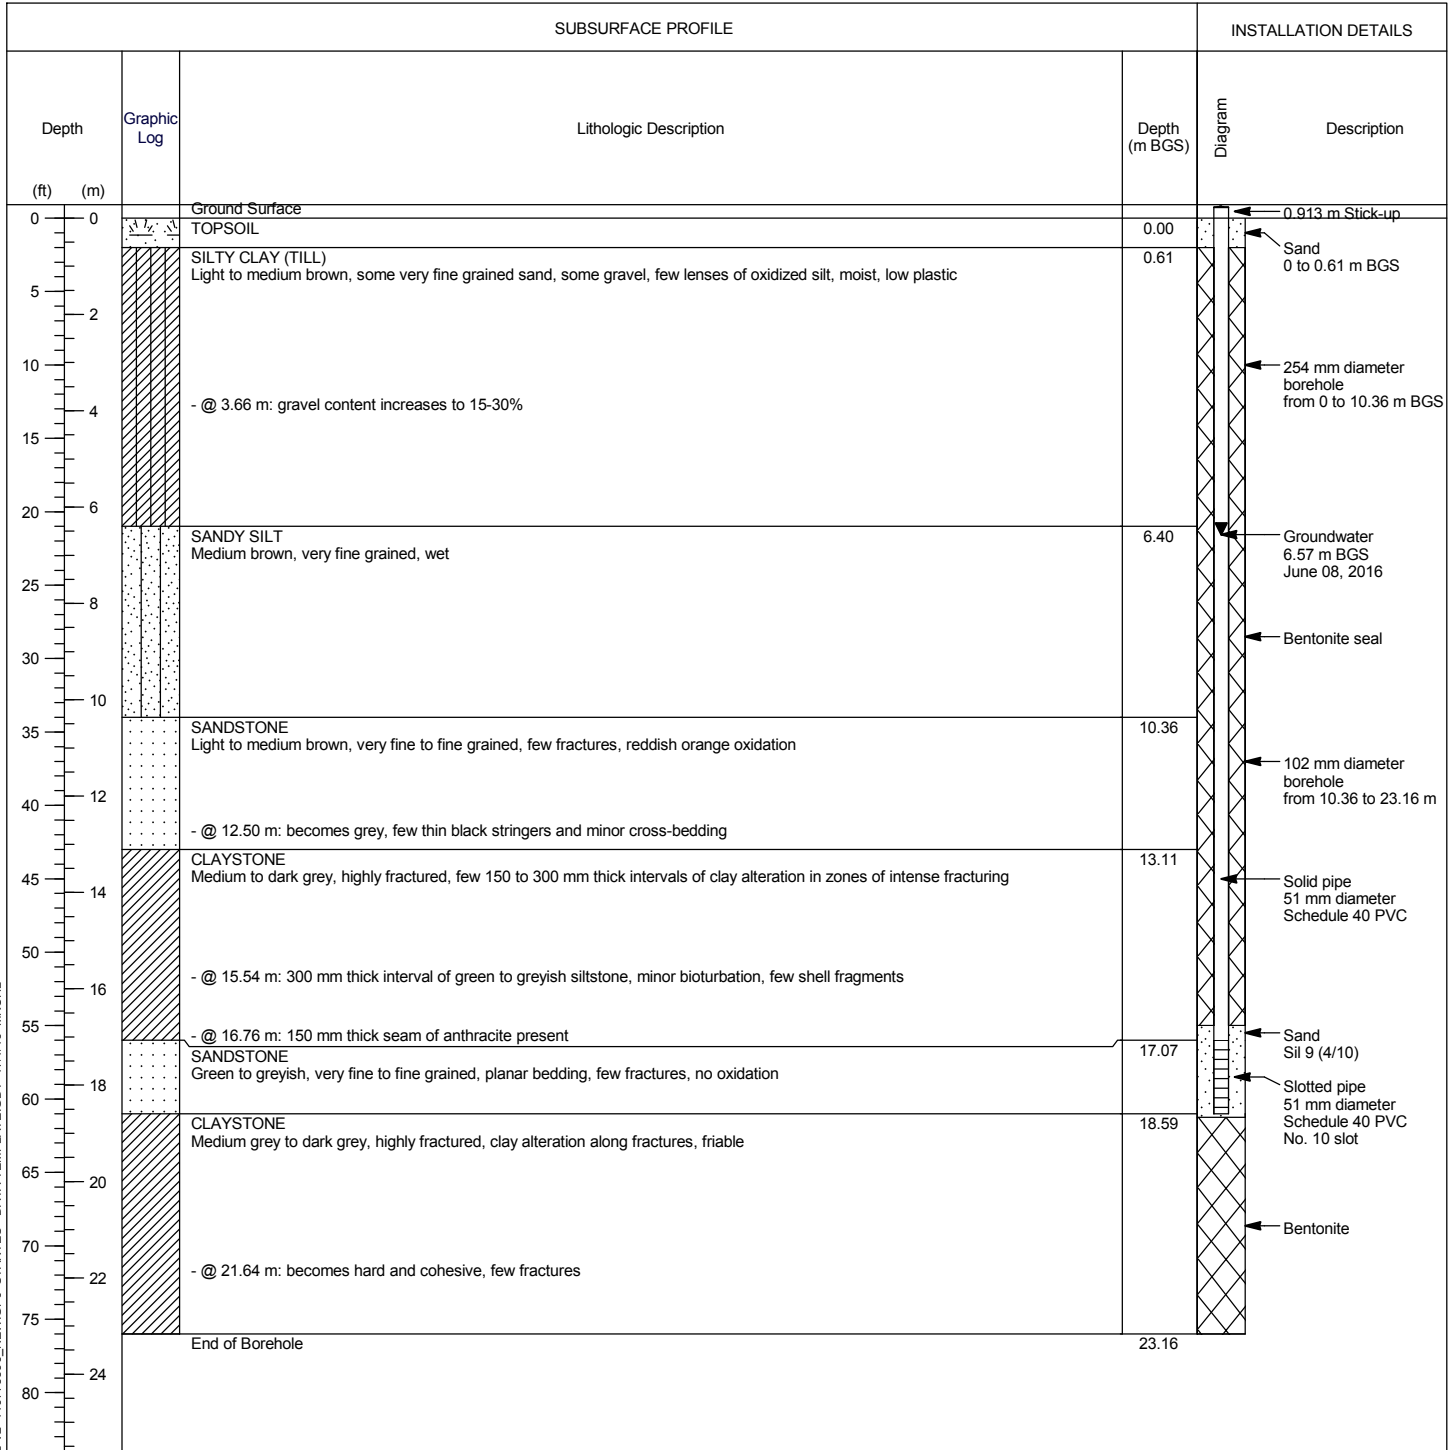 SUBSURFACE PROFILE
INSTALLATION DETAILS
Depth
(ft) (m)
Graphic
Log
Lithologic Description
Depth
(m BGS)
Diagram
Description
Ground Surface
0 0
TOPSOIL 0.00
0.913 m Stick-up
Sand
0 to 0.61 m BGS
SILTY CLAY (TILL) 0.61
Light to medium brown, some very fine grained sand, some gravel, few lenses of oxidized silt, moist, low plastic
5
2
10
254 mm diameter
borehole
from 0 to 10.36 m BGS
- @ 3.66 m: gravel content increases to 15-30%
4
15
6
20
SANDY SILT 6.40
Medium brown, very fine grained, wet
Groundwater
6.57 m BGS
June 08, 2016
25
8
Bentonite seal
30
10
SANDSTONE 10.36
Light to medium brown, very fine to fine grained, few fractures, reddish orange oxidation
35
102 mm diameter
borehole
from 10.36 to 23.16 m
12
40
- @ 12.50 m: becomes grey, few thin black stringers and minor cross-bedding
CLAYSTONE 13.11
Medium to dark grey, highly fractured, few 150 to 300 mm thick intervals of clay alteration in zones of intense fracturing
45
14
Solid pipe
51 mm diameter
Schedule 40 PVC
50
- @ 15.54 m: 300 mm thick interval of green to greyish siltstone, minor bioturbation, few shell fragments
16
55
- @ 16.76 m: 150 mm thick seam of anthracite present
Sand
Sil 9 (4/10)
SANDSTONE 17.07
Green to greyish, very fine to fine grained, planar bedding, few fractures, no oxidation
18
60
Slotted pipe
51 mm diameter
Schedule 40 PVC
No. 10 slot
CLAYSTONE 18.59
Medium grey to dark grey, highly fractured, clay alteration along fractures, friable
65
20
70
Bentonite
- @ 21.64 m: becomes hard and cohesive, few fractures
22
75
End of Borehole 23.16
24
80